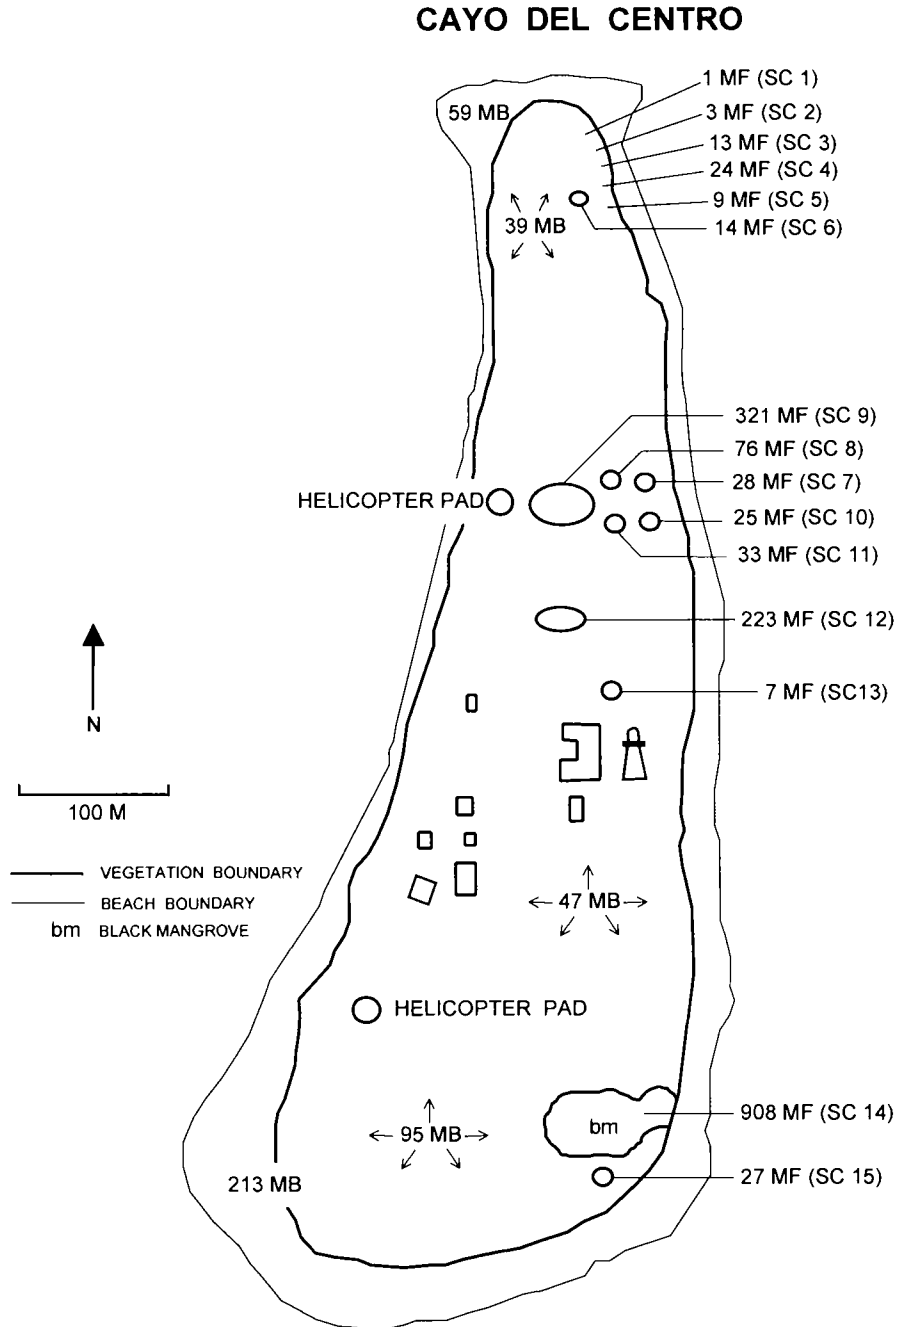 CAYO DEL CENTRO
1 MF (SC 1)
59 MB
3 MF (SC 2)
13 MF (SC 3)
24 MF (SC 4)
9 MF (SC 5)
39 MB
14 MF (SC 6)
321 MF (SC 9)
76 MF (SC 8)
28 MF (SC 7)
HELICOPTER PAD
25 MF (SC 10)
33 MF (SC 11)
223 MF (SC 12)
7 MF (SC13)
N
100 M
VEGETATION BOUNDARY
47 MB
BEACH BOUNDARY
bm BLACK MANGROVE
HELICOPTER PAD
908 MF (SC 14)
bm
95 MB
27 MF (SC 15)
213 MB